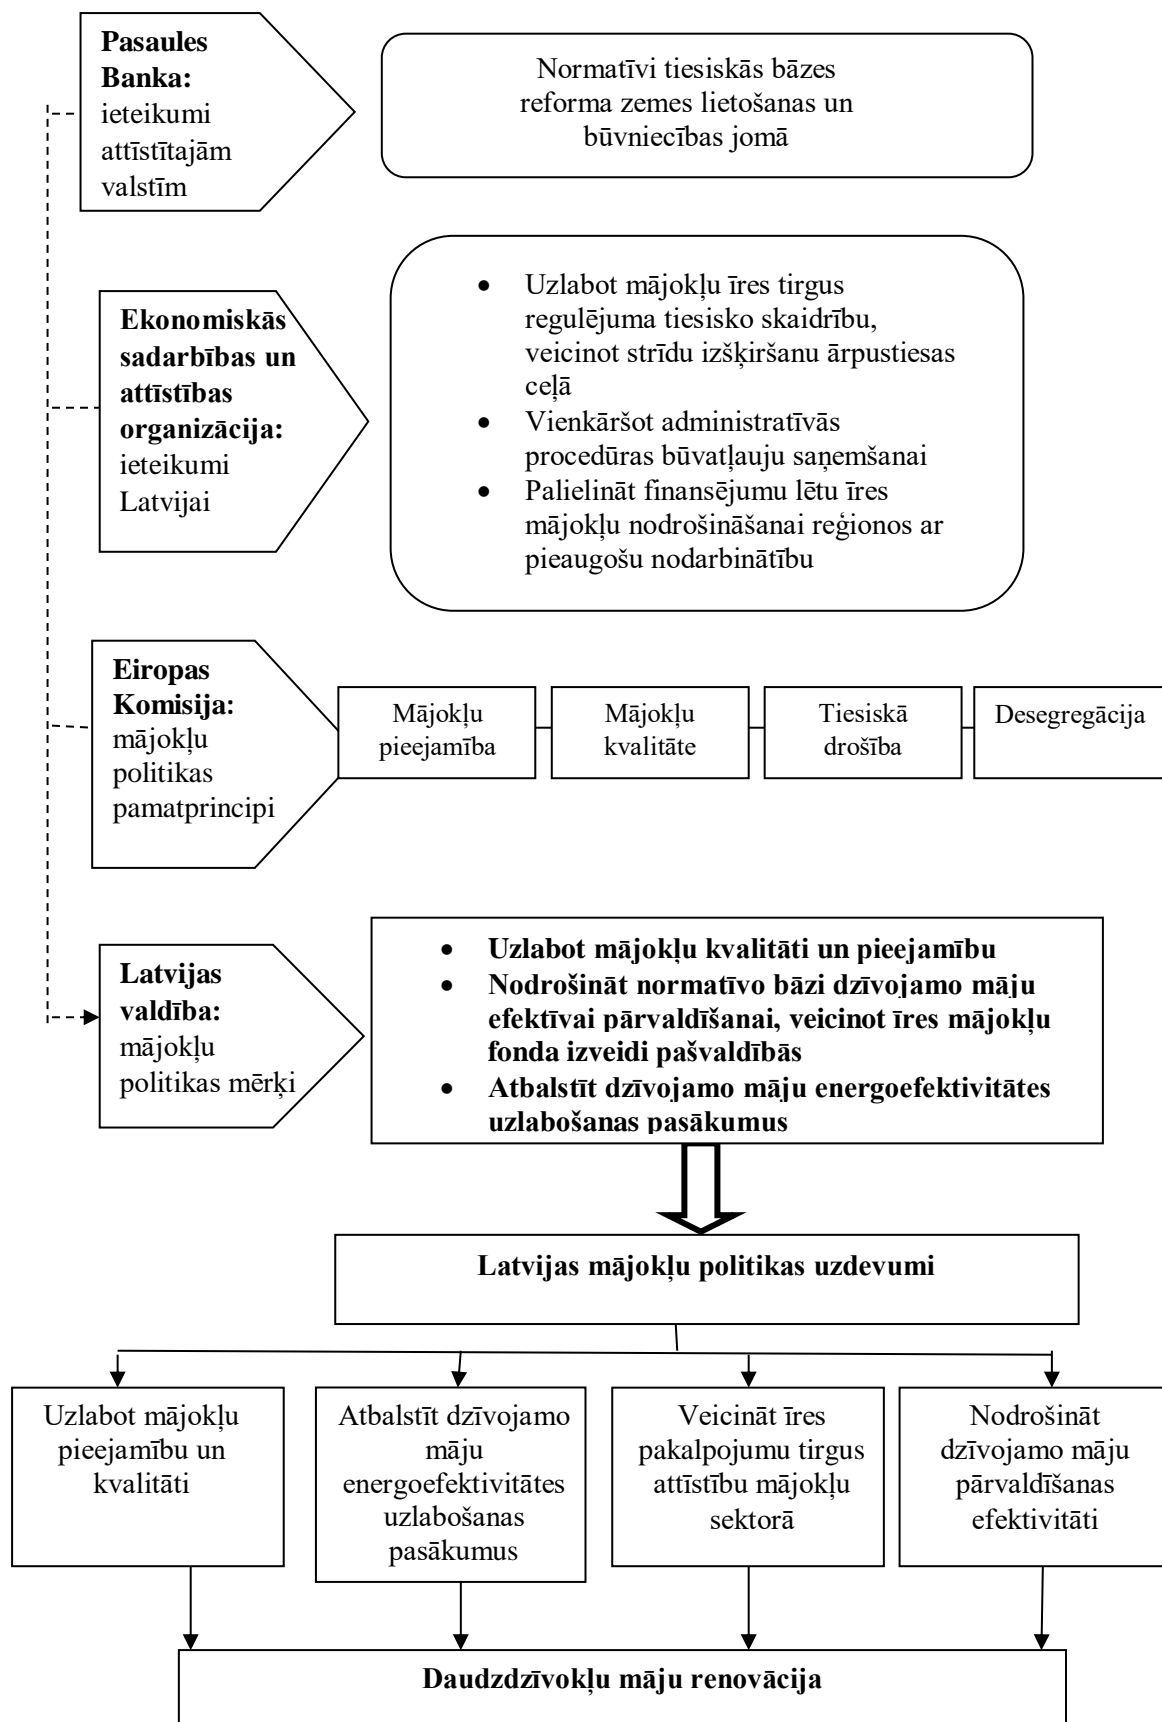 Pasaules
Banka:
ieteikumi
attīstītajām
valstīm
Normatīvi tiesiskās bāzes
reforma zemes lietošanas un
būvniecības jomā
Ekonomiskās
sadarbības un
attīstības
organizācija:
ieteikumi
Latvijai
• Uzlabot mājokļu īres tirgus
regulējuma tiesisko skaidrību,
veicinot strīdu izšķiršanu ārpustiesas
ceļā
• Vienkāršot administratīvās
procedūras būvatļauju saņemšanai
• Palielināt finansējumu lētu īres
mājokļu nodrošināšanai reģionos ar
pieaugošu nodarbinātību
Eiropas
Komisija:
mājokļu
politikas
pamatprincipi
Mājokļu
pieejamība
Mājokļu
kvalitāte
Tiesiskā
drošība
Desegregācija
Latvijas
valdība:
mājokļu
politikas mērķi
• Uzlabot mājokļu kvalitāti un pieejamību
• Nodrošināt normatīvo bāzi dzīvojamo māju
efektīvai pārvaldīšanai, veicinot īres mājokļu
fonda izveidi pašvaldībās
• Atbalstīt dzīvojamo māju energoefektivitātes
uzlabošanas pasākumus
Latvijas mājokļu politikas uzdevumi
Uzlabot mājokļu
pieejamību un
kvalitāti
Atbalstīt dzīvojamo
māju
energoefektivitātes
uzlabošanas
pasākumus
Veicināt īres
pakalpojumu tirgus
attīstību mājokļu
sektorā
Nodrošināt
dzīvojamo māju
pārvaldīšanas
efektivitāti
Daudzdzīvokļu māju renovācija